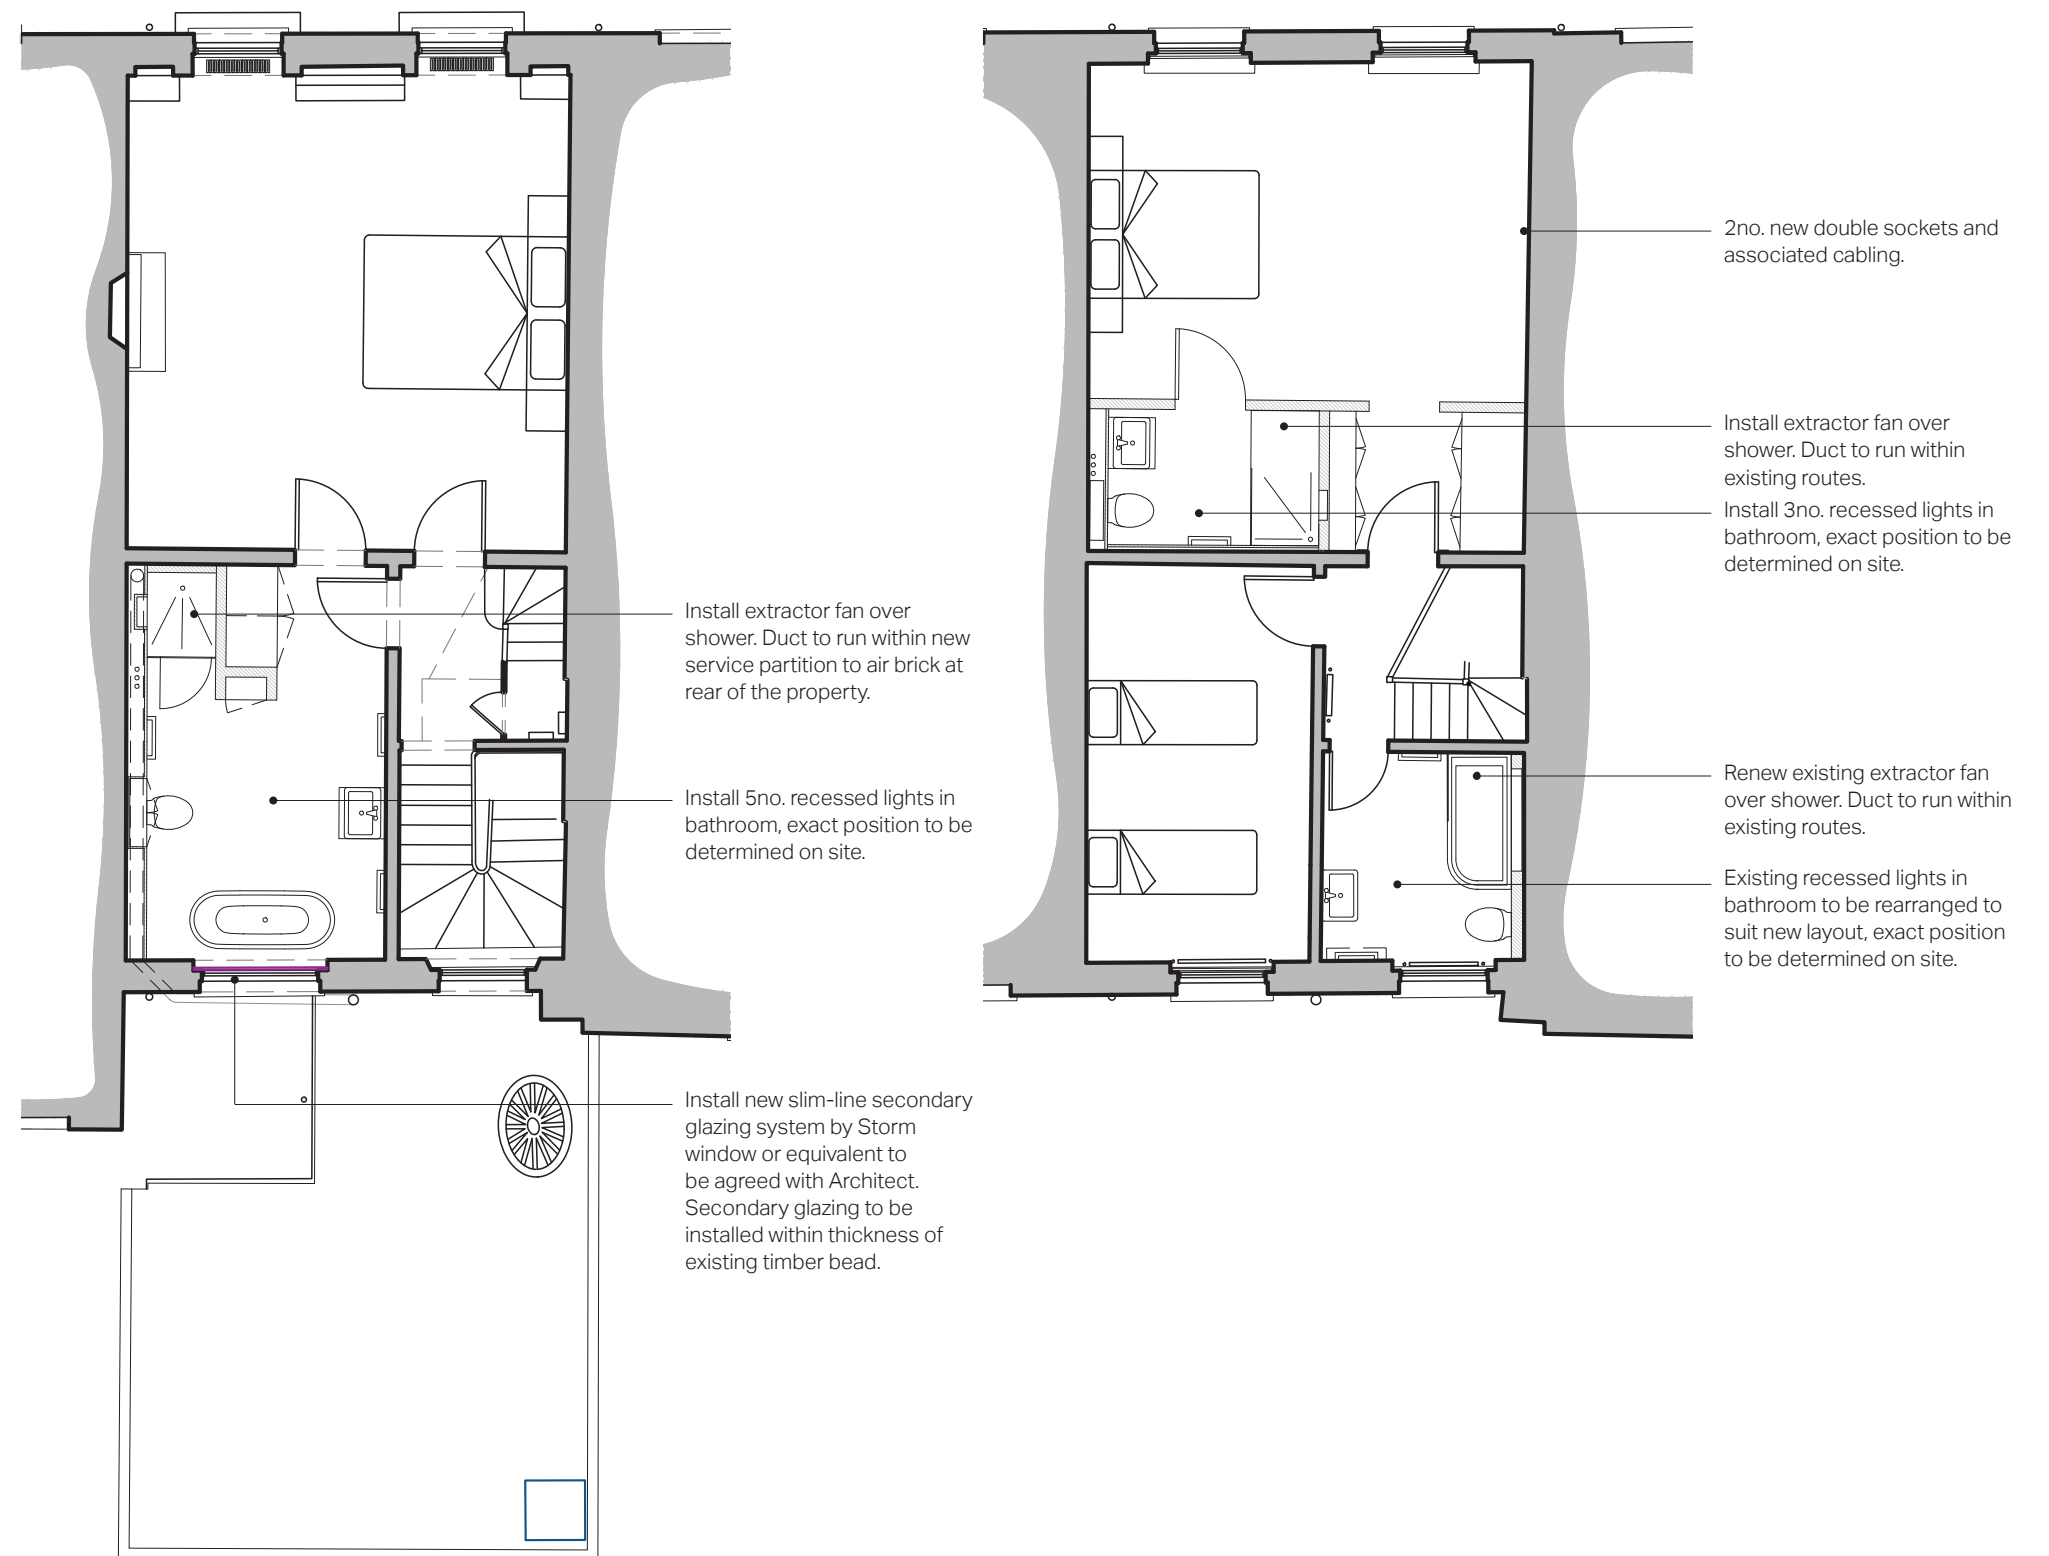 Install extractor fan over
shower. Duct to run within new
service partition to air brick at
rear of the property.
Install 5no. recessed lights in
bathroom, exact position to be
determined on site.
Install new slim-line secondary
glazing system by Storm
window or equivalent to
be agreed with Architect.
Secondary glazing to be
installed within thickness of
existing timber bead.
2no. new double sockets and
associated cabling.
Install extractor fan over
shower. Duct to run within
existing routes.
Install 3no. recessed lights in
bathroom, exact position to be
determined on site.
Renew existing extractor fan
over shower. Duct to run within
existing routes.
Existing recessed lights in
bathroom to be rearranged to
suit new layout, exact position
to be determined on site.